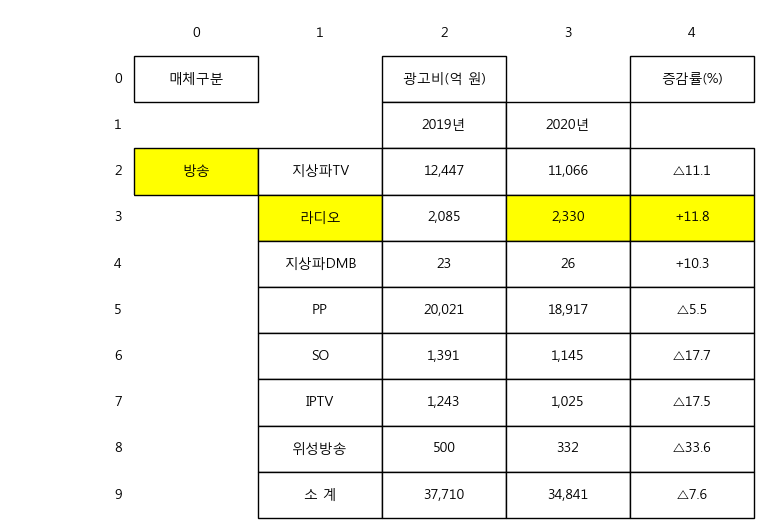 0 1 2 3 4
0 매체구분 광고비(억 원) 증감률(%)
1 2019년 2020년
2 방송 지상파TV 12,447 11,066 △11.1
3 라디오 2,085 2,330 +11.8
4 지상파DMB 23 26 +10.3
5 PP 20,021 18,917 △5.5
6 SO 1,391 1,145 △17.7
7 IPTV 1,243 1,025 △17.5
8 위성방송 500 332 △33.6
9 소 계 37,710 34,841 △7.6